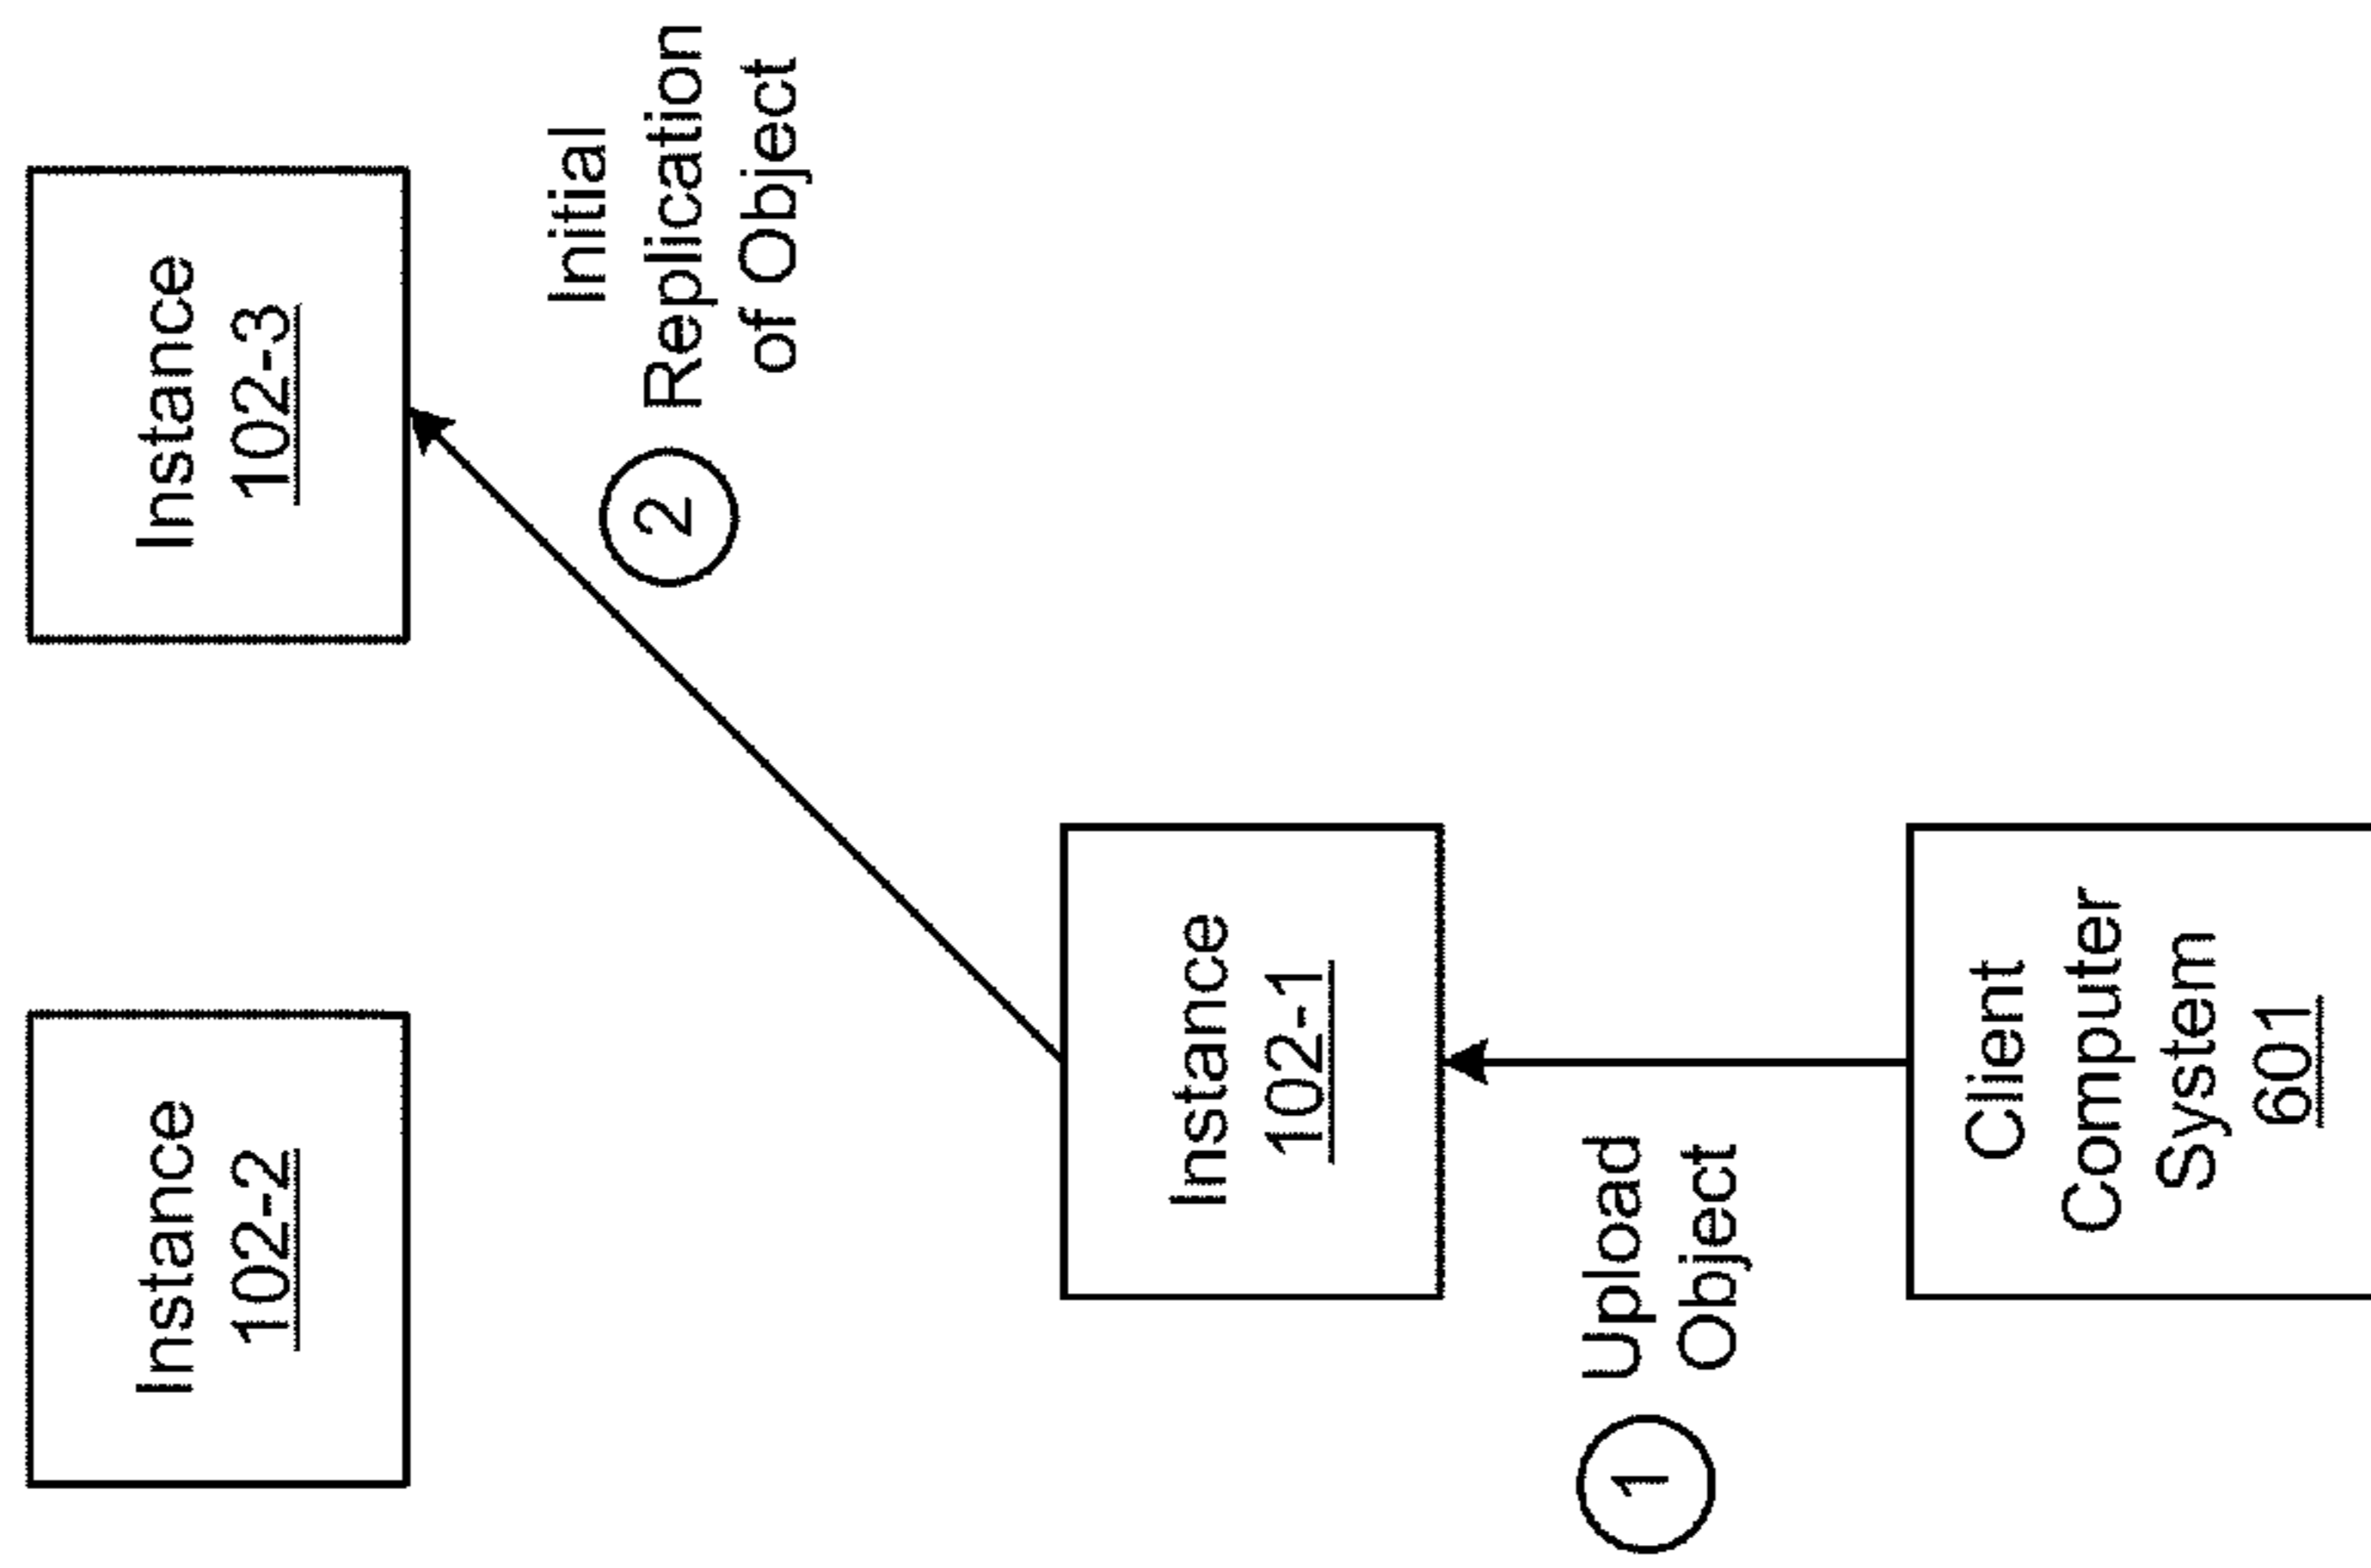 Instance
102-2
Instance
102-3
2
Initial
Replication
of Object
Instance
102-1
1
Upload
Object
Client
Computer
System
601